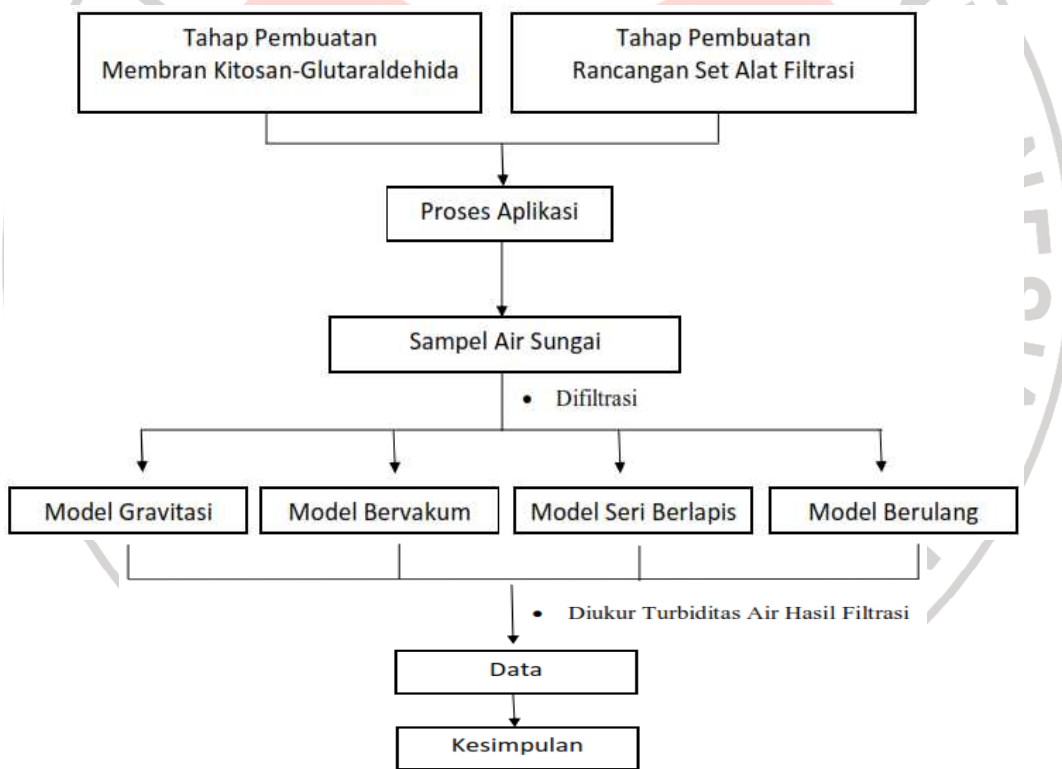 Tahap Pembuatan
Membran Kitosan-Glutaraldehida
Tahap Pembuatan
Rancangan Set Alat Filtrasi
Proses Aplikasi
Sampel Air Sungai
• Difiltrasi
Model Gravitasi
Model Bervakum
Model Seri Berlapis
Model Berulang
• Diukur Turbiditas Air Hasil Filtrasi
Data
Kesimpulan